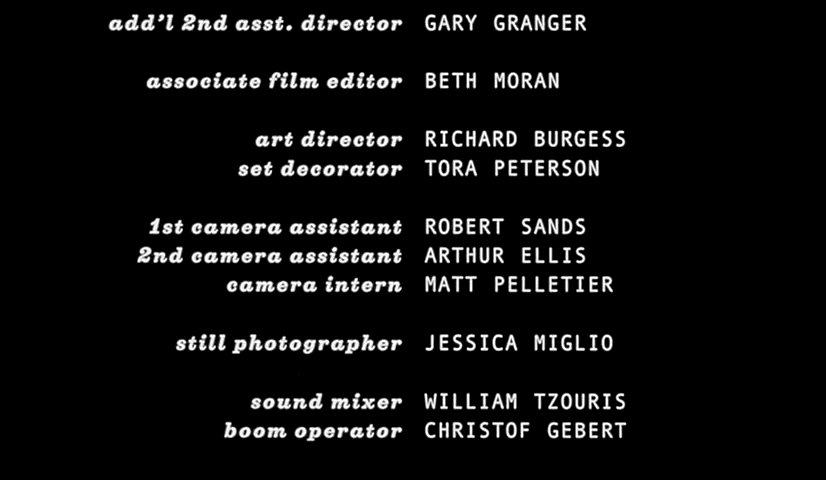 add'l 2nd asst. director GARY GRANGER
associate film editor BETH MORAN
art director RICHARD BURGESS
set decorator TORA PETERSON
1st camera assistant ROBERT SANDS
2nd camera assistant ARTHUR ELLIS
camera intern MATT PELLETIER
still photographer JESSICA MIGLIO
sound mixer WILLIAM TZOURIS
boom operator CHRISTOF GEBERT